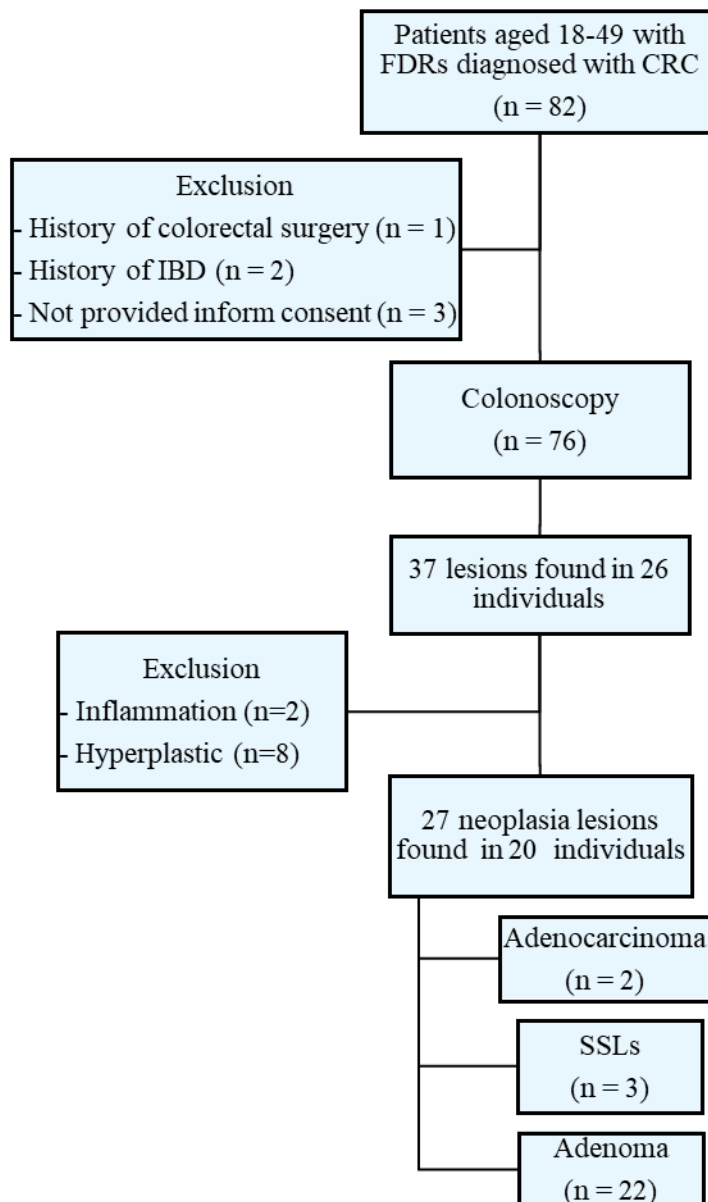 Patients aged 18-49 with
FDRs diagnosed with CRC
(n = 82)
Exclusion
- History of colorectal surgery (n = 1)
- History of IBD (n = 2)
- Not provided inform consent (n = 3)
Colonoscopy
(n = 76)
37 lesions found in 26
individuals
Exclusion
- Inflammation (n=2)
- Hyperplastic (n=8)
27 neoplasia lesions
found in 20 individuals
Adenocarcinoma
(n = 2)
SSLs
(n = 3)
Adenoma
(n = 22)